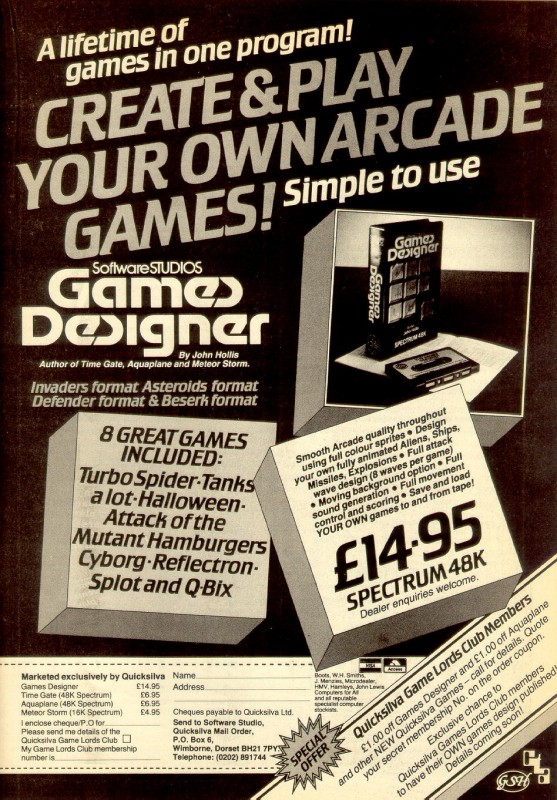 A lifetime of
games in one program!
CREATE & PLAY
YOUR OWN ARCADE
GAMES! Simple to use
SoftwareSTUDIOS
Games
Designer
By John Hollis
Author of Time Gate, Aquaplane and Meteor Storm.
Invaders format Asteroids format
Defender format & Beserk format
Games
Designer
Games
Designer
SPECTRUM 48K
8 GREAT GAMES
INCLUDED:
Turbo Spider·Tanks
a lot·Halloween·
Attack of the
Mutant Hamburgers
Cyborg·Reflectron·
Splot and Q·Bix
Smooth Arcade quality throughout
using full colour sprites • Design
your own fully animated Aliens, Ships,
Missiles, Explosions • Full attack
wave design (8 waves per game)
• Moving background option • Full
sound generation • Full movement
control and scoring • Save and load
YOUR OWN games to and from tape!
£14·95
SPECTRUM 48K
Dealer enquiries welcome.
Marketed exclusively by Quicksilva
Games Designer £14.95
Time Gate (48K Spectrum) £6.95
Aquaplane (48K Spectrum) £6.95
Meteor Storm (16K Spectrum) £4.95
I enclose cheque/P.O for
Please send me details of the
Quicksilva Game Lords Club
My Game Lords Club membership
number is
Name
Address
Cheques payable to Quicksilva Ltd.
Send to Software Studio,
Quicksilva Mail Order,
P.O. Box 6,
Wimborne, Dorset BH21 7PY
Telephone: (0202) 891744
VISA
Access
Boots, W.H. Smiths,
J. Menzies, Microdealer,
HMV, Hamleys, John Lewis,
Computers for All
and all reputable
specialist computer
stockists.
SPECIAL
OFFER
Quicksilva Game Lords Club Members
£1.00 off Games Designer and £1.00 off Aquaplane
and other NEW Quicksilva Games—call for details. Quote
your secret membership No. on the order coupon.
Exclusive chance to
Quicksilva Games Lords Club members
to have their OWN games design published
Details coming soon!
GSH